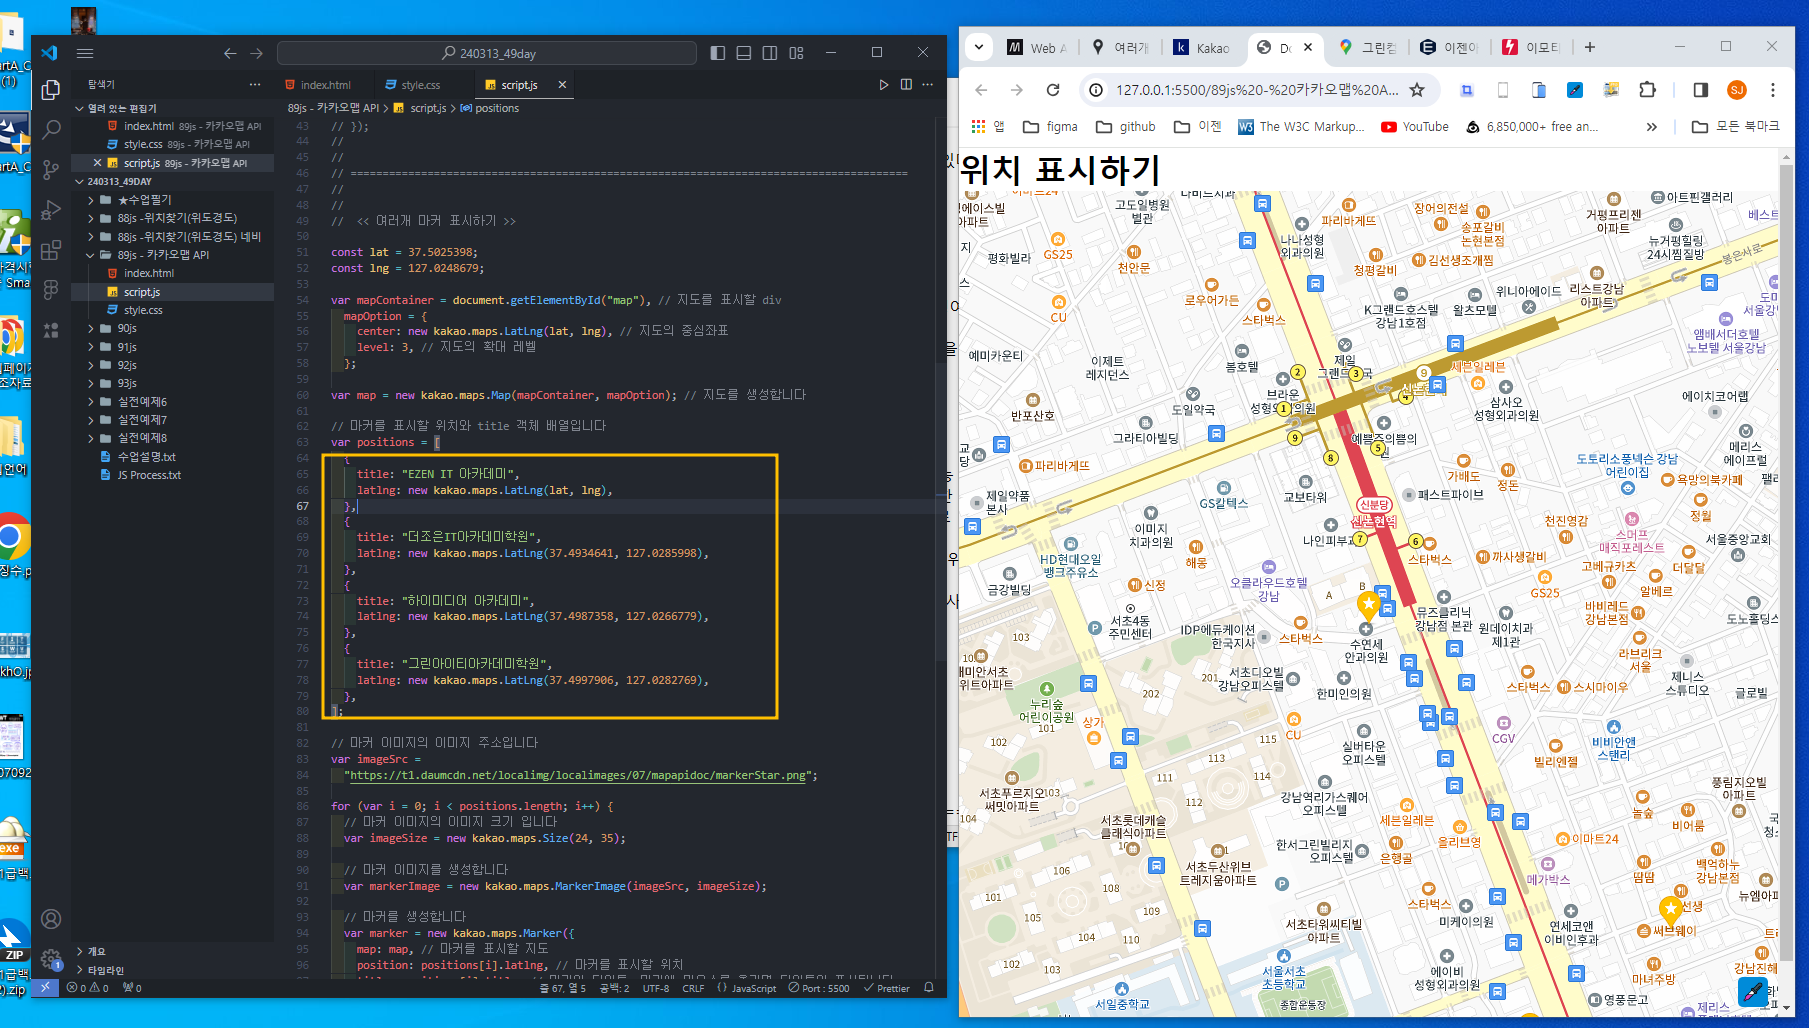 240313_49day
탐색기
열려 있는 편집기
index.html 89js - 카카오맵 API
style.css 89js - 카카오맵 API
script.js 89js - 카카오맵 API
240313_49DAY
★수업필기
88js -위치찾기(위도경도)
88js -위치찾기(위도경도) 네비
89js - 카카오맵 API
index.html
script.js
style.css
90js
91js
92js
93js
실전예제6
실전예제7
실전예제8
수업설명.txt
JS Process.txt
개요
타임라인
index.html
style.css
script.js
89js - 카카오맵 API > script.js > positions
43 // });
44 //
45 //
46 // =====================================================================================
47 //
48 //
49 // << 여러개 마커 표시하기 >>
50
51 const lat = 37.5025398;
52 const lng = 127.0248679;
53
54 var mapContainer = document.getElementById("map"), // 지도를 표시할 div
55 mapOption = {
56 center: new kakao.maps.LatLng(lat, lng), // 지도의 중심좌표
57 level: 3, // 지도의 확대 레벨
58 };
59
60 var map = new kakao.maps.Map(mapContainer, mapOption); // 지도를 생성합니다
61
62 // 마커를 표시할 위치와 title 객체 배열입니다
63 var positions = [
64 {
65 title: "EZEN IT 아카데미",
66 latlng: new kakao.maps.LatLng(lat, lng),
67 },
68 {
69 title: "더조은IT아카데미학원",
70 latlng: new kakao.maps.LatLng(37.4934641, 127.0285998),
71 },
72 {
73 title: "하이미디어 아카데미",
74 latlng: new kakao.maps.LatLng(37.4987358, 127.0266779),
75 },
76 {
77 title: "그린아이티아카데미학원",
78 latlng: new kakao.maps.LatLng(37.4997906, 127.0282769),
79 },
80 ];
81
82 // 마커 이미지의 이미지 주소입니다
83 var imageSrc =
84 "https://t1.daumcdn.net/localimg/localimages/07/mapapidoc/markerStar.png";
85
86 for (var i = 0; i < positions.length; i++) {
87 // 마커 이미지의 이미지 크기 입니다
88 var imageSize = new kakao.maps.Size(24, 35);
89
90 // 마커 이미지를 생성합니다
91 var markerImage = new kakao.maps.MarkerImage(imageSrc, imageSize);
92
93 // 마커를 생성합니다
94 var marker = new kakao.maps.Marker({
95 map: map, // 마커를 표시할 지도
96 position: positions[i].latlng, // 마커를 표시할 위치
0 0 0
줄 67, 열 5 공백: 2 UTF-8 CRLF {} JavaScript Port : 5500 Prettier
Web A 여러개 Kakao 그린컴 이젠아 이모티
127.0.0.1:5500/89js%20-%20카카오맵%20A...
SJ
앱 figma github 이젠 The W3C Markup... YouTube 6,850,000+ free an... » 모든 북마크
위치 표시하기
고도일병원
별관
파리바게뜨
장어의전설
송포갈비
논현본점
거평프리젠
아파트
아트핀갤러리
뉴거평힐링
24시찜질방
봉은사로
평화빌라
GS25
천안문
나나성형
외과의원
청평갈비
김선생조개찜
CU
로우어가든
스타벅스
K그랜드호스텔
강남1호점
왈츠모텔
위니아에이드
리스트강남
아파트
앰배서더호텔
노보텔 서울강남
예미카운티
이제트
레지던스
봄호텔
제일
세븐일레븐
브라운
성형외과의원
삼사오
성형외과의원
에이치코어랩
반포산호
도일약국
그라티아빌딩
예쁨주의쁨의
메리스
에이프럴
파리바게뜨
GS칼텍스
교보타워
가배도
정돈
도토리소풍넥슨 강남
어린이집
욕망의북카페
제일약품
본사
패스트파이브
신분당
신논현역
천진영감
정월
이미지
치과의원
나인피부과
스타벅스
까사생갈비
스머프
매직포레스트
서울중앙교회
HD현대오일
뱅크주유소
해몽
고베규카츠
더달달
금강빌딩
신정
오클라우드호텔
강남
A
B
GS25
알베르
바비레드
강남본점
도노홀딩스
서초4동
주민센터
IDP에듀케이션
한국지사
스타벅스
수연세
안과의원
뮤즈클리닉
강남점 본관
원데이치과
제1관
라브리크
서울
서초디오빌
강남오피스텔
한미인의원
스타벅스
스시마이우
제니스
스튜디오
글로빌
누리숲
어린이공원
상가
CU
실버타운
오피스텔
CGV
비비안앤
스탠리
빌리엔젤
서초푸르지오
써밋아파트
강남역리가스퀘어
오피스텔
풍림지오빌
아파트
서초롯데캐슬
클래식아파트
세븐일레븐
올리브영
이마트24
놀숲
비어룸
한서그린빌리지
오피스텔
은행골
서초두산위브
트레지움아파트
메가박스
땀땀
백억하누
강남본점
스타벅스
미케이의원
서초타워씨티빌
아파트
연세코앤
이비인후과
써브웨이
서울서초
초등학교
에이비
성형외과의원
마녀주방
서일중학교
종합운동장
영풍문고